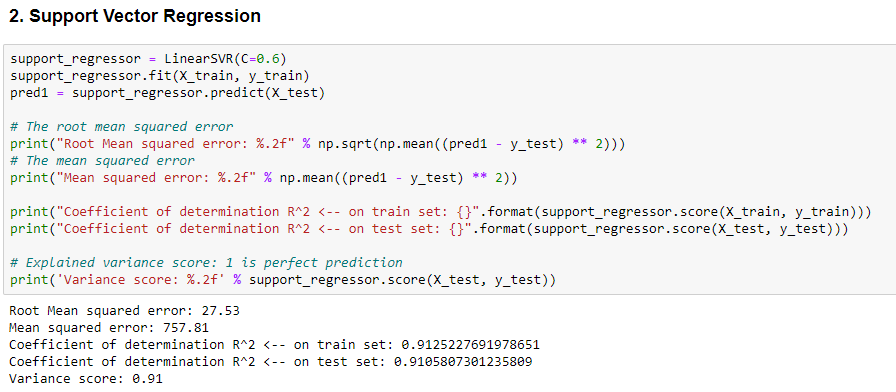 2. Support Vector Regression
support_regressor = LinearSVR(C=0.6)
support_regressor.fit(X_train, y_train)
pred1 = support_regressor.predict(X_test)
# The root mean squared error
print("Root Mean squared error: %.2f" % np.sqrt(np.mean((pred1 - y_test) ** 2)))
# The mean squared error
print("Mean squared error: %.2f" % np.mean((pred1 - y_test) ** 2))
print("Coefficient of determination R^2 <-- on train set: {}".format(support_regressor.score(X_train, y_train)))
print("Coefficient of determination R^2 <-- on test set: {}".format(support_regressor.score(X_test, y_test)))
# Explained variance score: 1 is perfect prediction
print('Variance score: %.2f' % support_regressor.score(X_test, y_test))
Root Mean squared error: 27.53
Mean squared error: 757.81
Coefficient of determination R^2 <-- on train set: 0.9125227691978651
Coefficient of determination R^2 <-- on test set: 0.9105807301235809
Variance score: 0.91